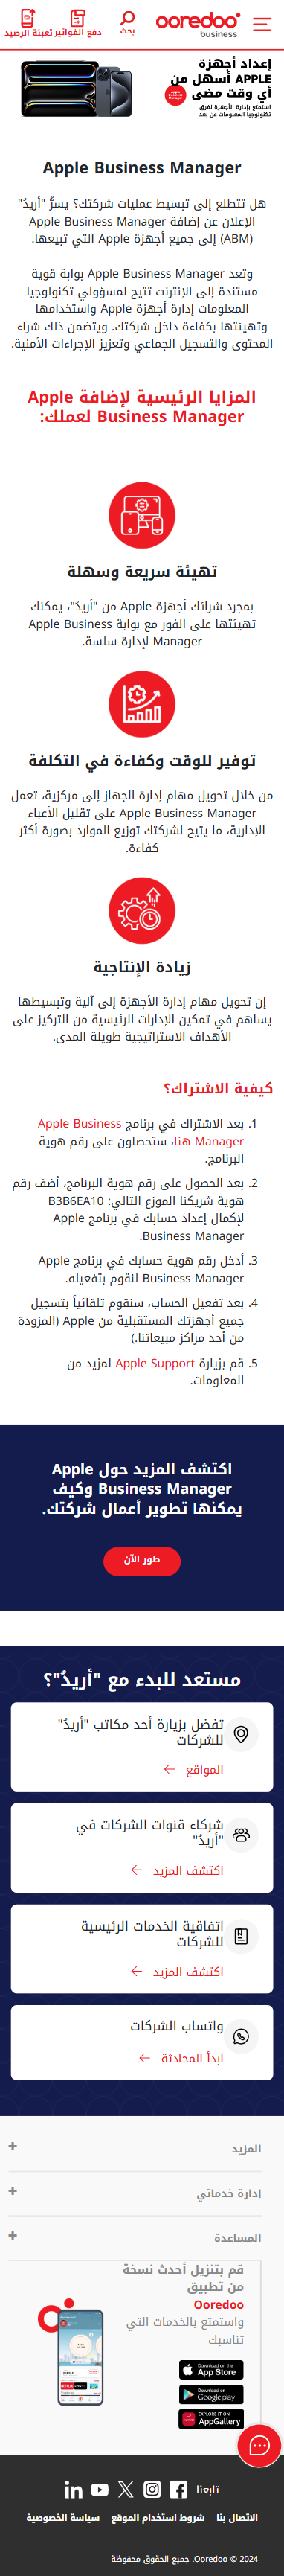 ooredoo
business
بحث
دفع الفواتير
تعبئة الرصيد
إعداد أجهزة
APPLE أسهل من
أي وقت مضى
استمتع بإدارة الأجهزة لفرق
تكنولوجيا المعلومات عن بعد
Apple Business Manager
هل تتطلع إلى تبسيط عمليات شركتك؟ يسرُّ "أريدُ"
الإعلان عن إضافة Apple Business Manager
(ABM) إلى جميع أجهزة Apple التي تبيعها.
وتعد Apple Business Manager بوابة قوية
مستندة إلى الإنترنت تتيح لمسؤولي تكنولوجيا
المعلومات إدارة أجهزة Apple واستخدامها
وتهيئتها بكفاءة داخل شركتك. ويتضمن ذلك شراء
المحتوى والتسجيل الجماعي وتعزيز الإجراءات الأمنية.
المزايا الرئيسية لإضافة Apple
Business Manager لعملك:
تهيئة سريعة وسهلة
بمجرد شرائك أجهزة Apple من "أريدُ"، يمكنك
تهيئتها على الفور مع بوابة Apple Business
Manager لإدارة سلسة.
توفير للوقت وكفاءة في التكلفة
من خلال تحويل مهام إدارة الجهاز إلى مركزية، تعمل
Apple Business Manager على تقليل الأعباء
الإدارية، ما يتيح لشركتك توزيع الموارد بصورة أكثر
كفاءة.
زيادة الإنتاجية
إن تحويل مهام إدارة الأجهزة إلى آلية وتبسيطها
يساهم في تمكين الإدارات الرئيسية من التركيز على
الأهداف الاستراتيجية طويلة المدى.
كيفية الاشتراك؟
1. بعد الاشتراك في برنامج Apple Business
Manager هنا، ستحصلون على رقم هوية
البرنامج.
2. بعد الحصول على رقم هوية البرنامج، أضف رقم
هوية شريكنا الموزع التالي: B3B6EA10
لإكمال إعداد حسابك في برنامج Apple
Business Manager.
3. أدخل رقم هوية حسابك في برنامج Apple
Business Manager لنقوم بتفعيله.
4. بعد تفعيل الحساب، سنقوم تلقائياً بتسجيل
جميع أجهزتك المستقبلية من Apple (المزودة
من أحد مراكز مبيعاتنا.)
5. قم بزيارة Apple Support لمزيد من
المعلومات.
اكتشف المزيد حول Apple
Business Manager وكيف
يمكنها تطوير أعمال شركتك.
طور الآن
مستعد للبدء مع "أريدُ"؟
تفضل بزيارة أحد مكاتب "أريدُ"
للشركات
المواقع
شركاء قنوات الشركات في
"أريدُ"
اكتشف المزيد
اتفاقية الخدمات الرئيسية
للشركات
اكتشف المزيد
واتساب الشركات
ابدأ المحادثة
المزيد
إدارة خدماتي
المساعدة
قم بتنزيل أحدث نسخة
من تطبيق
Ooredoo
واستمتع بالخدمات التي
تناسبك
Download on the
App Store
Download on
Google play
EXPLORE IT ON
AppGallery
تابعنا
الاتصال بنا
شروط استخدام الموقع
سياسة الخصوصية
Ooredoo © 2024. جميع الحقوق محفوظة